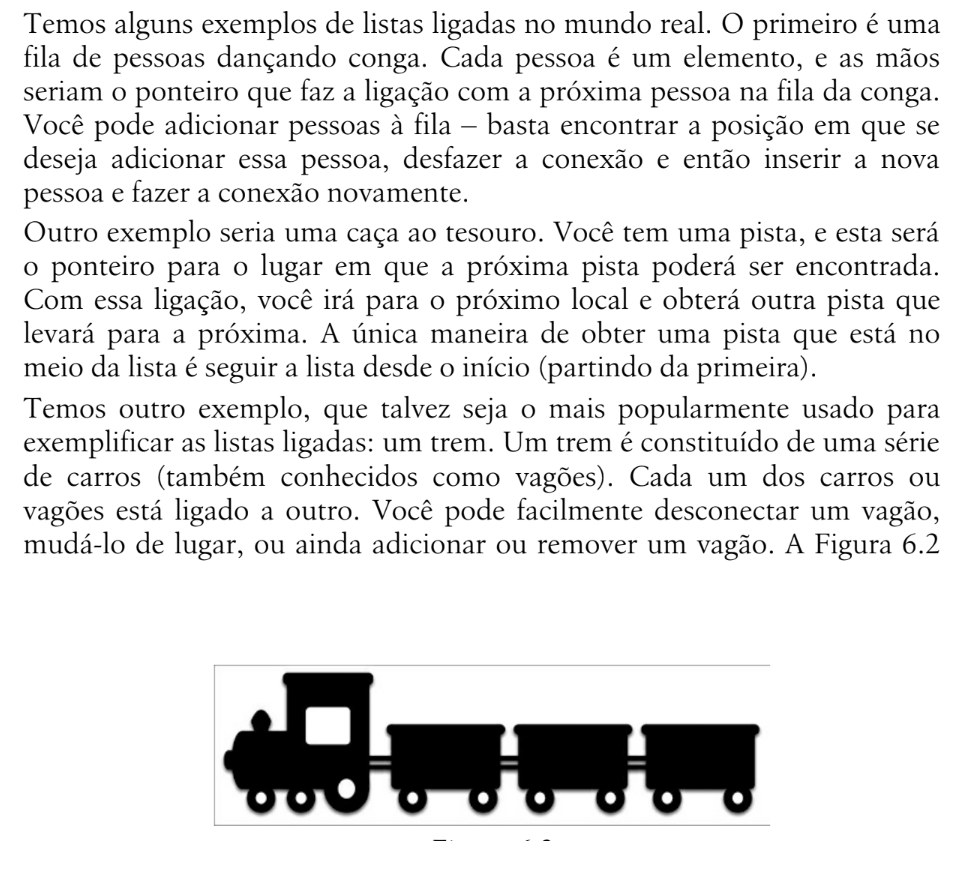 Temos alguns exemplos de listas ligadas no mundo real. O primeiro é uma
fila de pessoas dançando conga. Cada pessoa é um elemento, e as mãos
seriam o ponteiro que faz a ligação com a próxima pessoa na fila da conga.
Você pode adicionar pessoas à fila – basta encontrar a posição em que se
deseja adicionar essa pessoa, desfazer a conexão e então inserir a nova
pessoa e fazer a conexão novamente.
Outro exemplo seria uma caça ao tesouro. Você tem uma pista, e esta será
o ponteiro para o lugar em que a próxima pista poderá ser encontrada.
Com essa ligação, você irá para o próximo local e obterá outra pista que
levará para a próxima. A única maneira de obter uma pista que está no
meio da lista é seguir a lista desde o início (partindo da primeira).
Temos outro exemplo, que talvez seja o mais popularmente usado para
exemplificar as listas ligadas: um trem. Um trem é constituído de uma série
de carros (também conhecidos como vagões). Cada um dos carros ou
vagões está ligado a outro. Você pode facilmente desconectar um vagão,
mudá-lo de lugar, ou ainda adicionar ou remover um vagão. A Figura 6.2